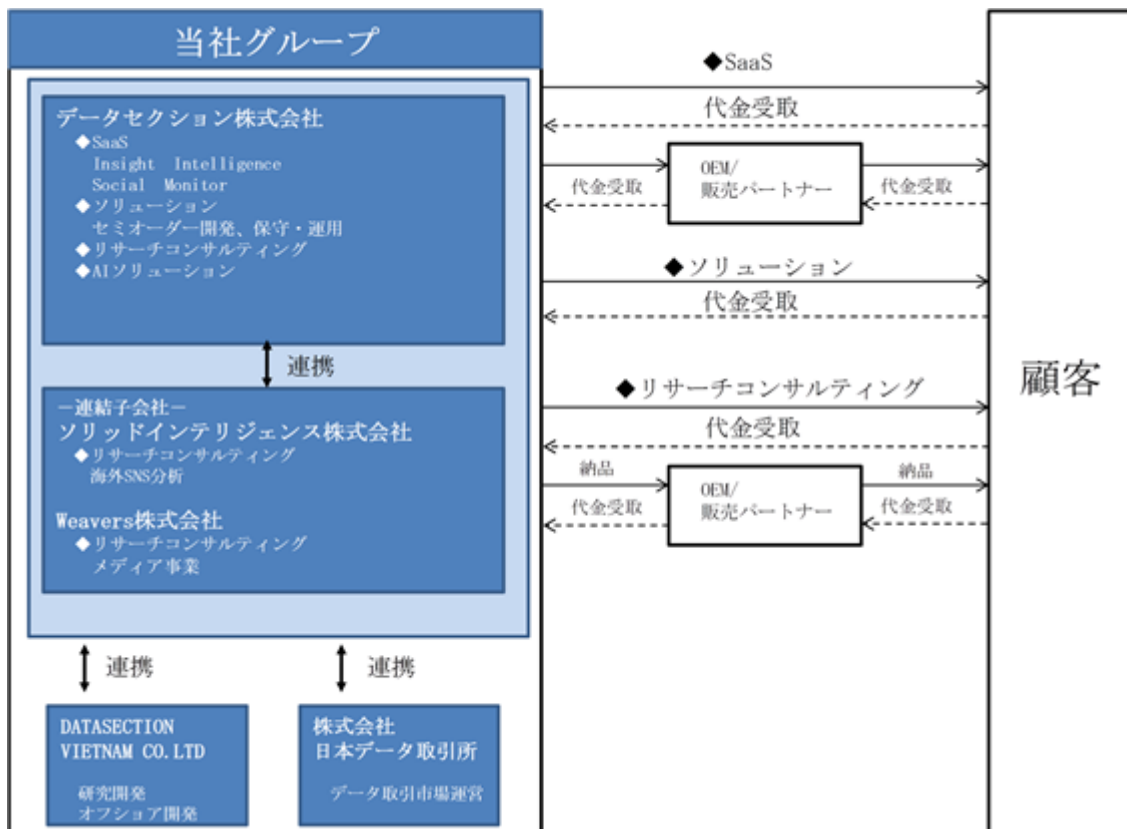 当社グループ
データセクション株式会社
◆SaaS
Insight Intelligence
Social Monitor
◆ソリューション
セミオーダー開発、保守・運用
◆リサーチコンサルティング
◆AIソリューション
連携
－連結子会社－
ソリッドインテリジェンス株式会社
◆リサーチコンサルティング
海外SNS分析
Weavers株式会社
◆リサーチコンサルティング
メディア事業
連携
連携
DATASECTION
VIETNAM CO.LTD
研究開発
オフショア開発
株式会社
日本データ取引所
データ取引市場運営
◆SaaS
代金受取
代金受取
OEM/
販売パートナー
代金受取
◆ソリューション
代金受取
◆リサーチコンサルティング
代金受取
納品
代金受取
OEM/
販売パートナー
納品
代金受取
顧客